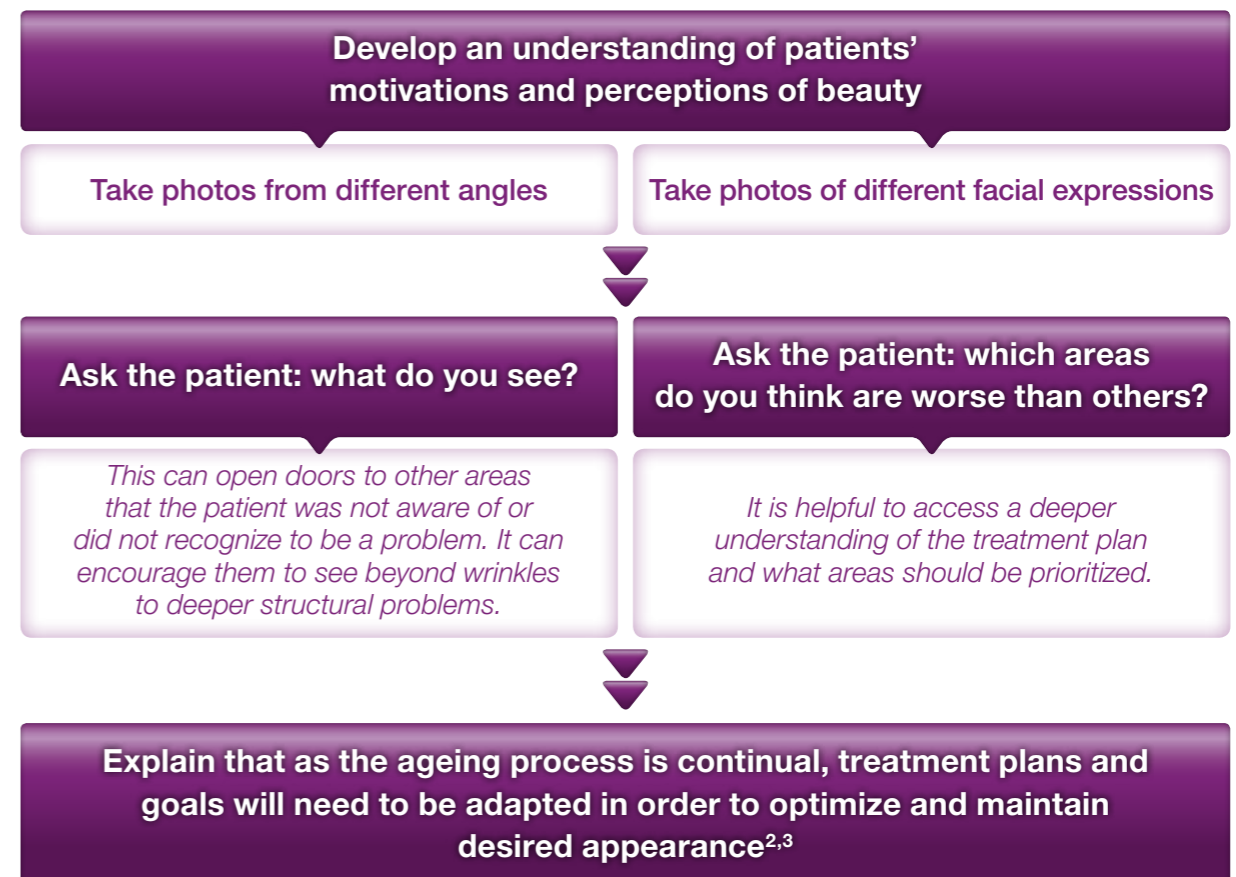 Develop an understanding of patients’
motivations and perceptions of beauty
Take photos from different angles
Take photos of different facial expressions
Ask the patient: what do you see?
Ask the patient: which areas
do you think are worse than others?
This can open doors to other areas
that the patient was not aware of or
did not recognize to be a problem. It can
encourage them to see beyond wrinkles
to deeper structural problems.
It is helpful to access a deeper
understanding of the treatment plan
and what areas should be prioritized.
Explain that as the ageing process is continual, treatment plans and
goals will need to be adapted in order to optimize and maintain
desired appearance2,3